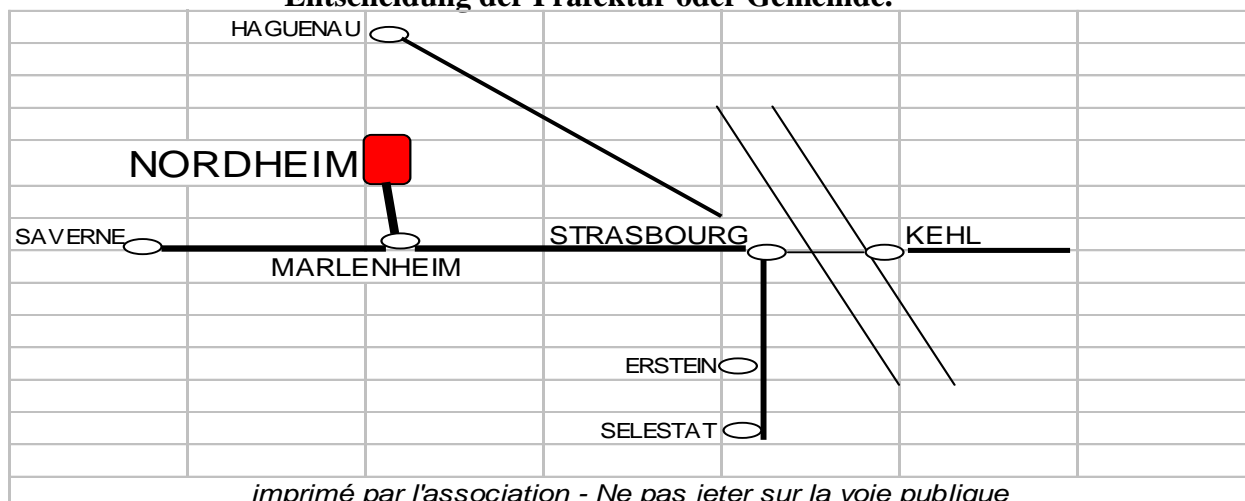 Entscheidung der Präfektur oder Gemeinde.
HAGUENAU
NORDHEIM
SAVERNE
STRASBOURG
KEHL
MARLENHEIM
ERSTEIN
SELESTAT
imprimé par l'association - Ne pas jeter sur la voie publique